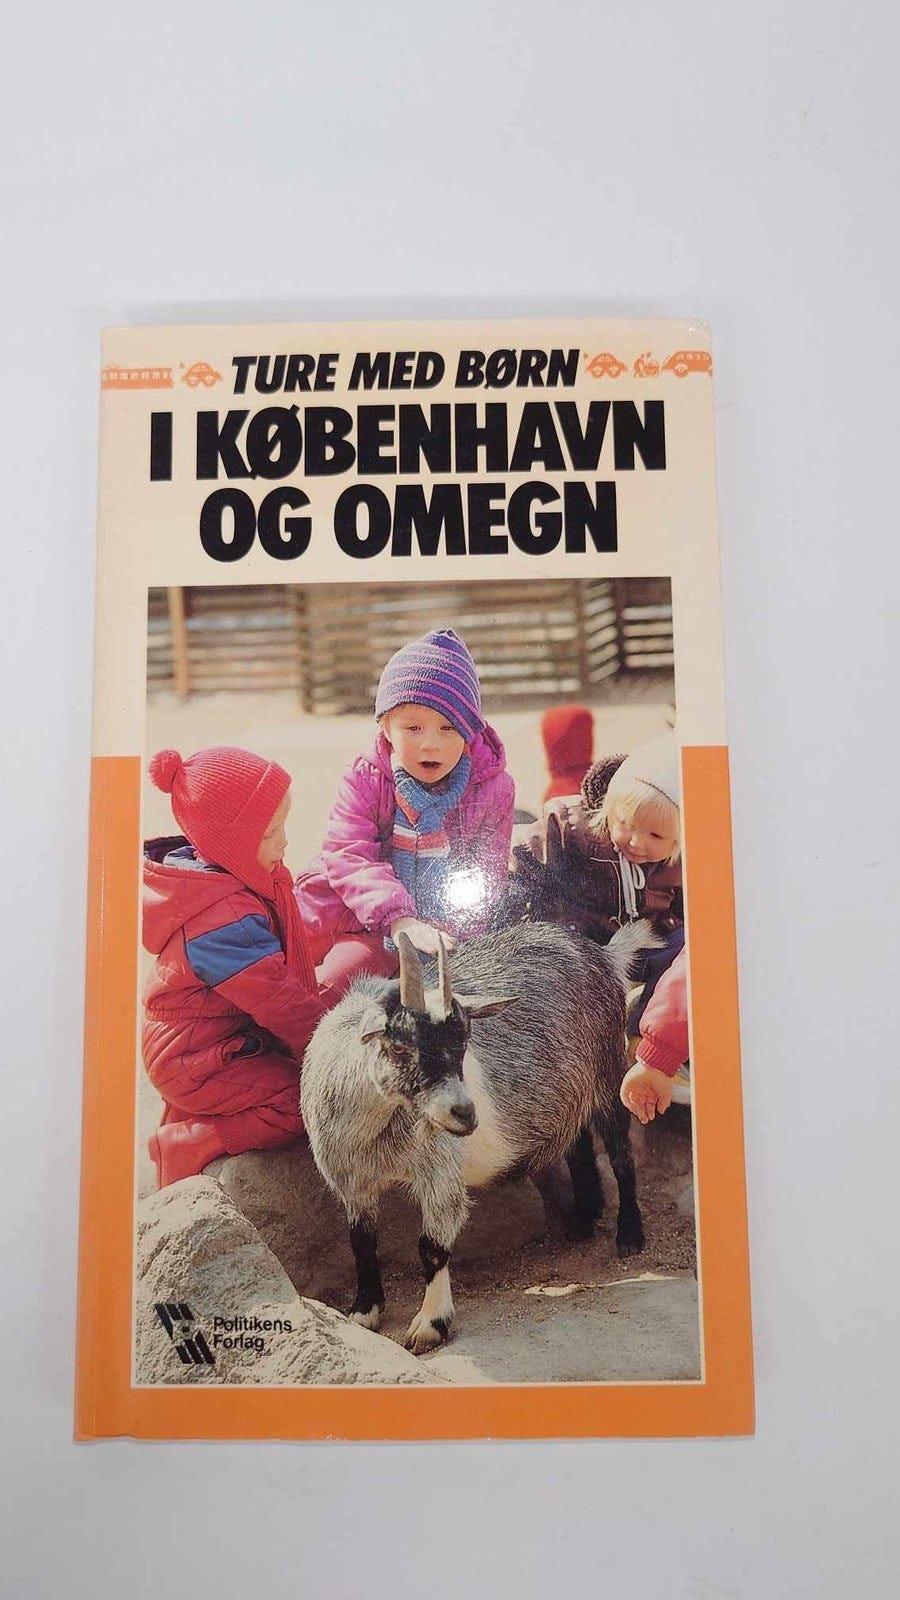 TURE MED BØRN
I KØBENHAVN
OG OMEGN
Politikens
Forlag